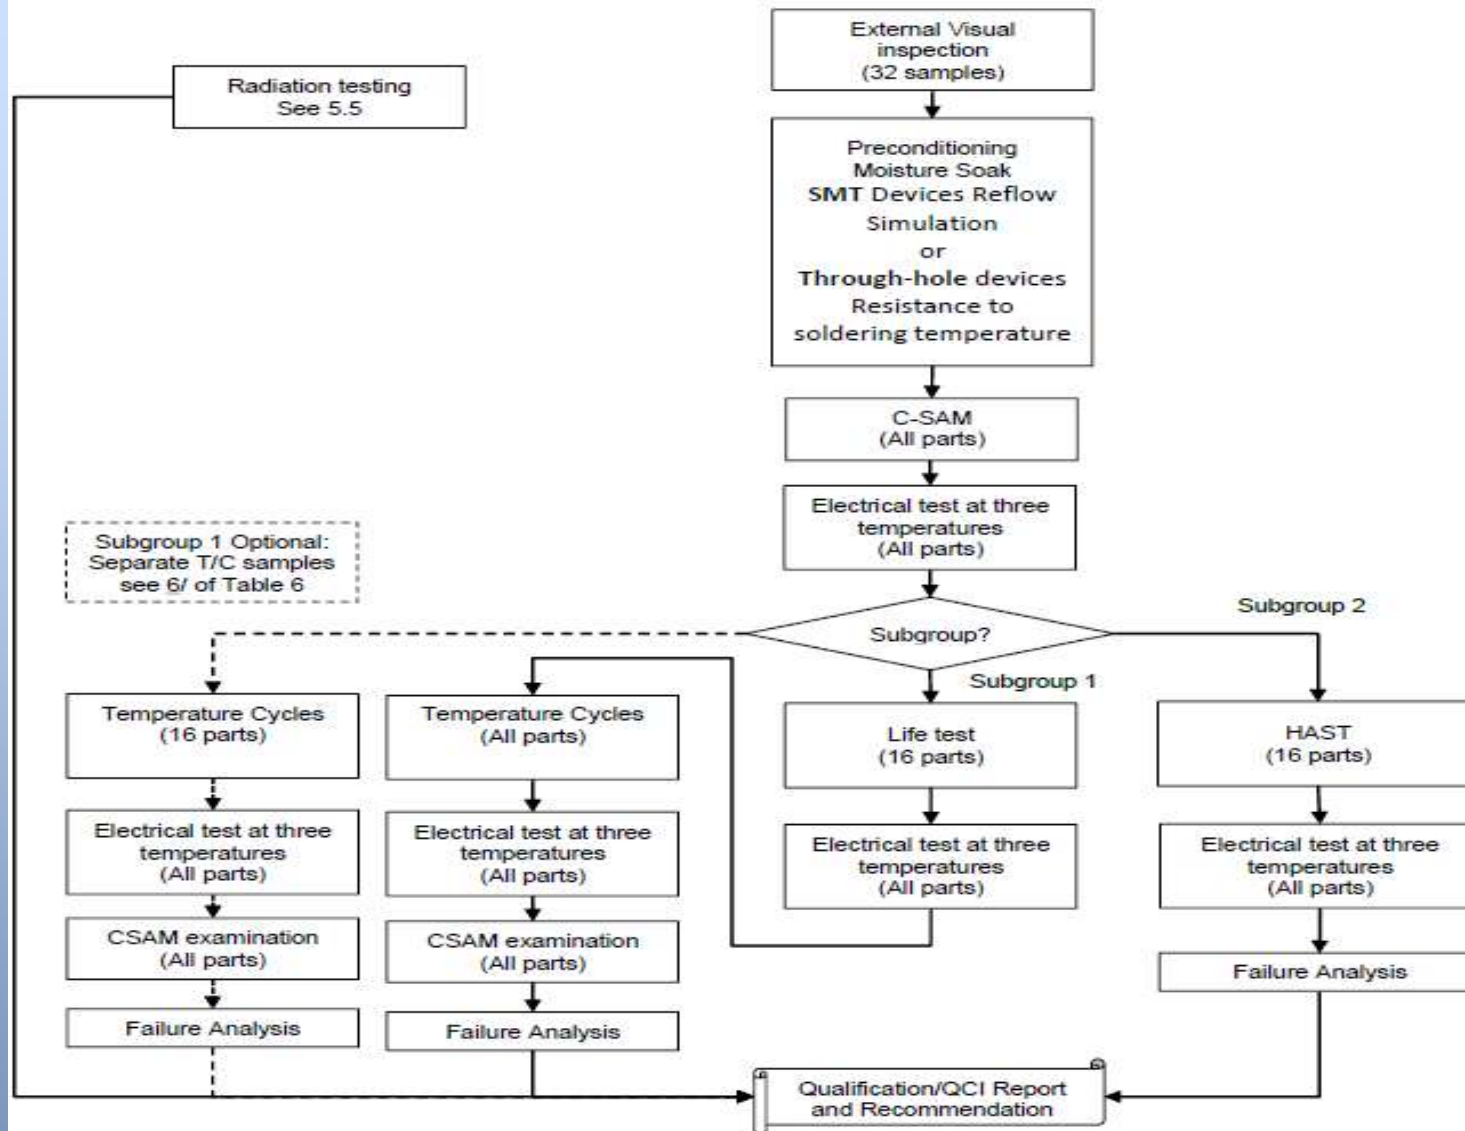 External Visual
inspection
(32 samples)
Radiation testing
See 5.5
Preconditioning
Moisture Soak
SMT Devices Reflow
Simulation
or
Through-hole devices
Resistance to
soldering temperature
C-SAM
(All parts)
Electrical test at three
temperatures
(All parts)
Subgroup 1 Optional:
Separate T/C samples
see 6/ of Table 6
Subgroup?
Subgroup 2
Subgroup 1
Temperature Cycles
(16 parts)
Temperature Cycles
(All parts)
Life test
(16 parts)
HAST
(16 parts)
Electrical test at three
temperatures
(All parts)
Electrical test at three
temperatures
(All parts)
Electrical test at three
temperatures
(All parts)
Electrical test at three
temperatures
(All parts)
CSAM examination
(All parts)
CSAM examination
(All parts)
Failure Analysis
Failure Analysis
Failure Analysis
Qualification/QCI Report
and Recommendation